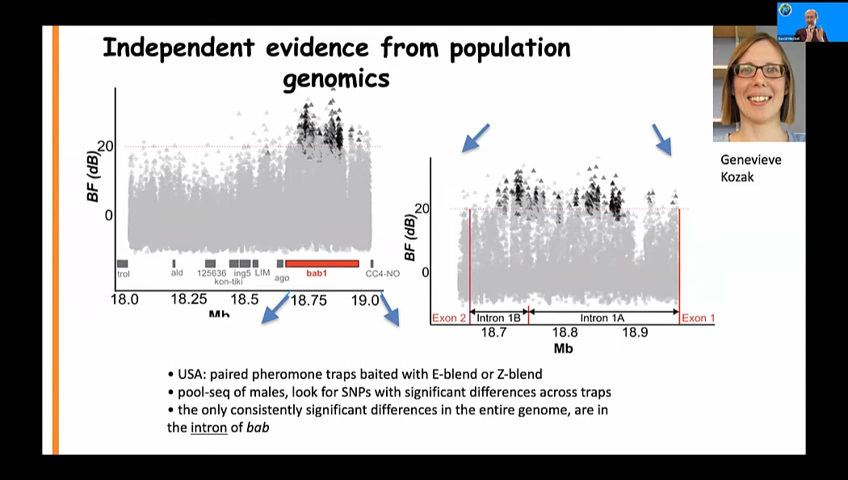 Independent evidence from population
genomics
BF (dB)
20
0
trol
ald
125636
kon-tiki
ing5
LIM
ago
bab1
CC4-NO
18.0
18.25
18.5
18.75
19.0
Mb
BF (dB)
20
0
Exon 2
Intron 1B
Intron 1A
Exon 1
18.7
18.8
18.9
Mb
Genevieve
Kozak
• USA: paired pheromone traps baited with E-blend or Z-blend
• pool-seq of males, look for SNPs with significant differences across traps
• the only consistently significant differences in the entire genome, are in
the intron of bab